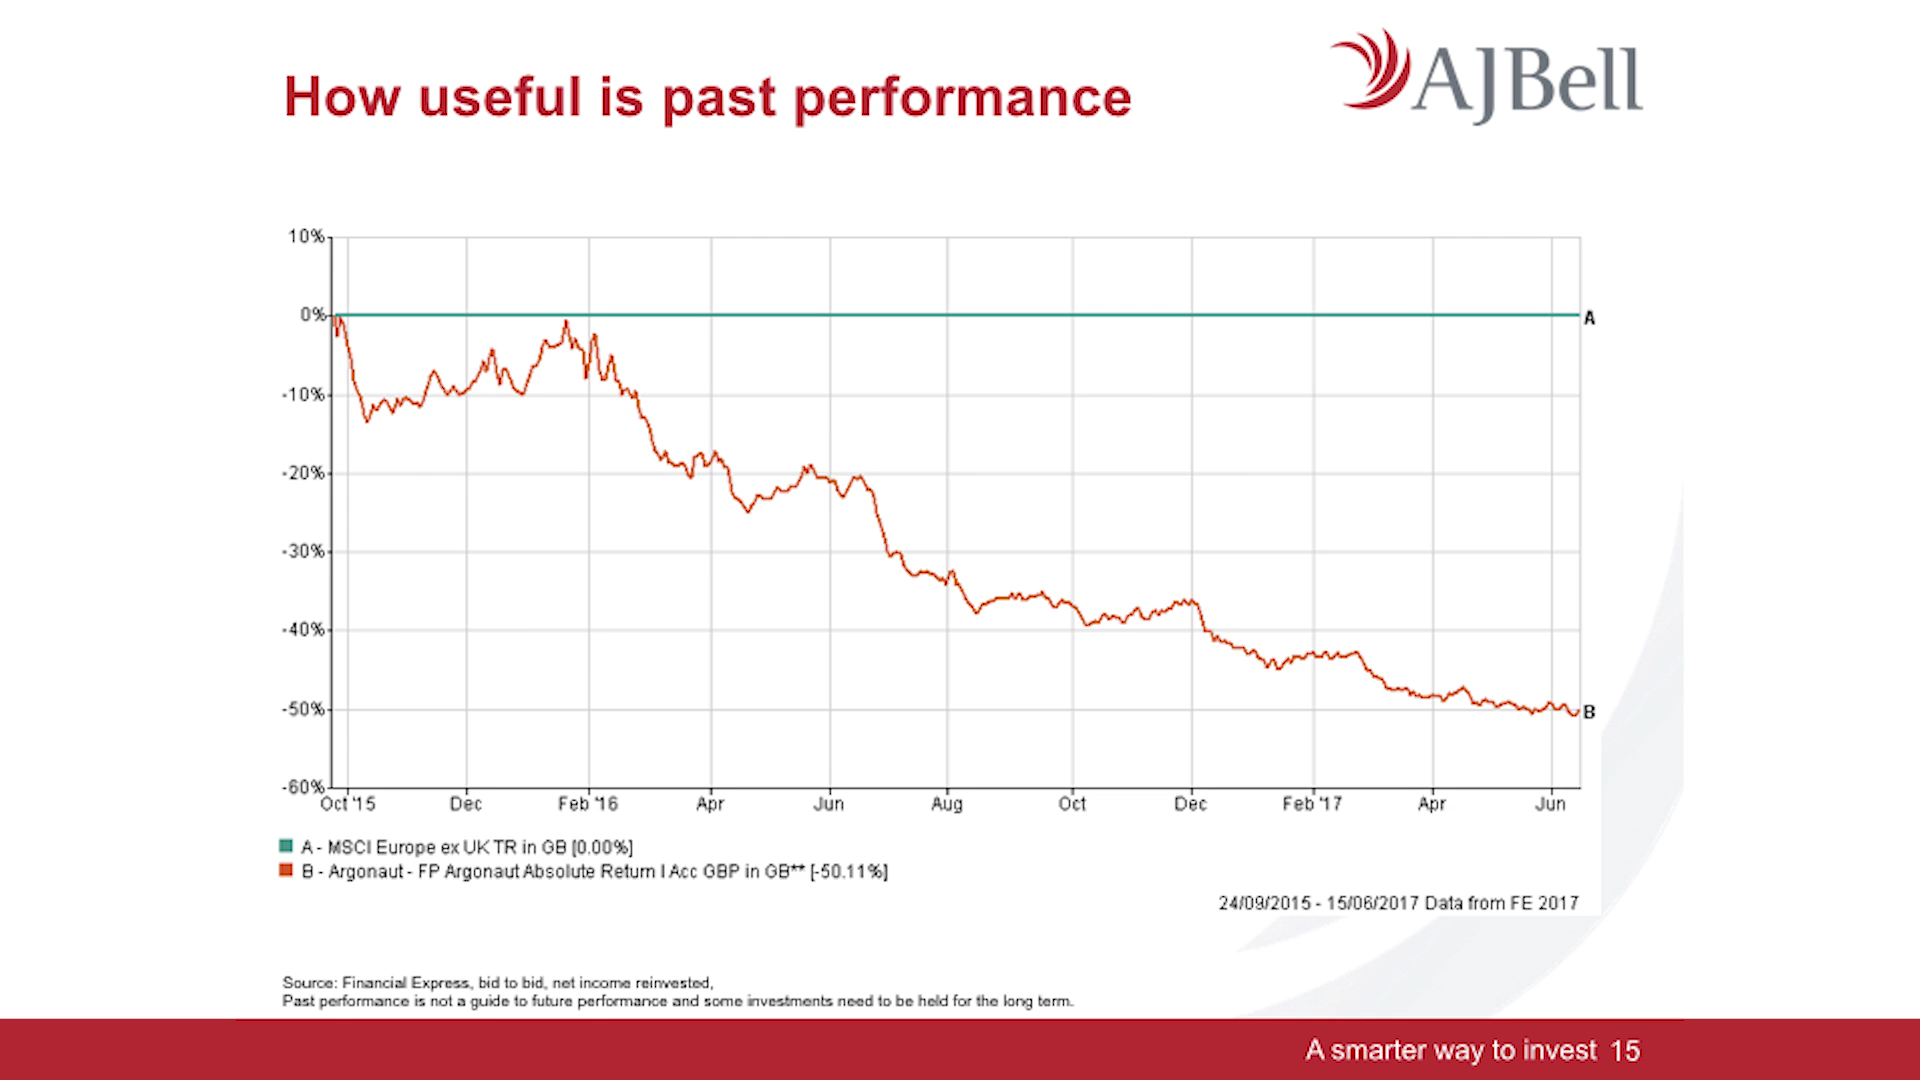 How useful is past performance
AJBell
10%
0%
-10%
-20%
-30%
-40%
-50%
-60%
A
B
Oct '15 Dec Feb '16 Apr Jun Aug Oct Dec Feb '17 Apr Jun
A - MSCI Europe ex UK TR in GB [0.00%]
B - Argonaut - FP Argonaut Absolute Return I Acc GBP in GB** [-50.11%]
24/09/2015 - 15/06/2017 Data from FE 2017
Source: Financial Express, bid to bid, net income reinvested,
Past performance is not a guide to future performance and some investments need to be held for the long term.
A smarter way to invest 15